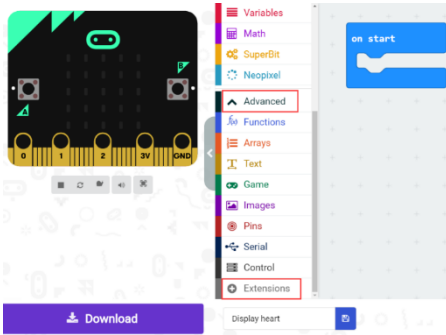 B
A
0 1 2 3V GND
Download
Variables
Math
SuperBit
Neopixel
Advanced
Functions
Arrays
Text
Game
Images
Pins
Serial
Control
Extensions
Display heart
on start